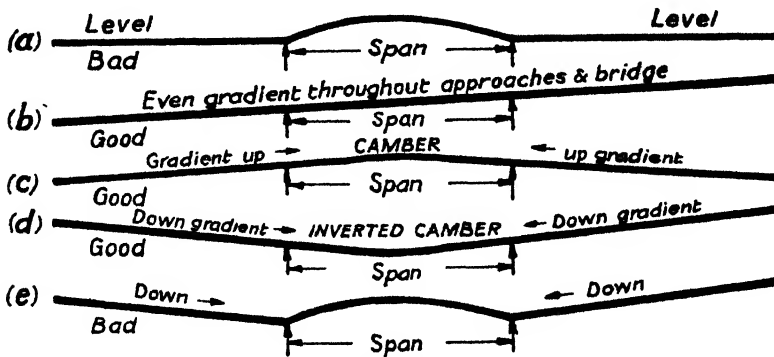 Level Level
(a) Bad Span
Even gradient throughout approaches & bridge
(b) Good Span
Gradient up CAMBER up gradient
(c) Good Span
(d) Down gradient INVERTED CAMBER Down gradient
Good Span
(e) Down Down
Bad Span